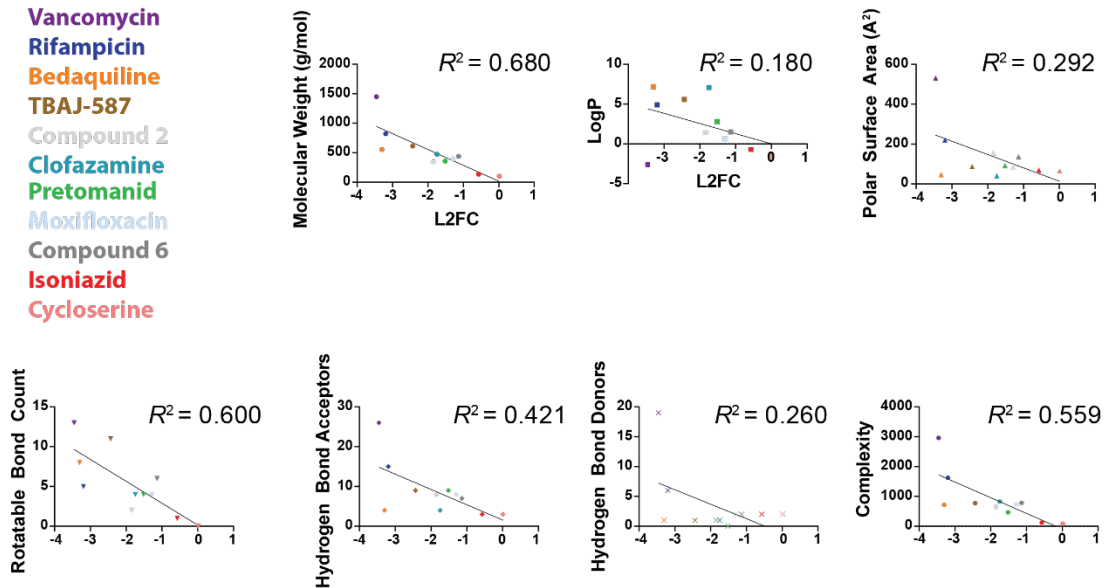 Vancomycin
Rifampicin
Bedaquiline
TBAJ-587
Compound 2
Clofazamine
Pretomanid
Moxifloxacin
Compound 6
Isoniazid
Cycloserine
Molecular Weight (g/mol)
2000
1500
1000
500
0
-4 -3 -2 -1 0 1
L2FC
R² = 0.680
LogP
10
5
0
-5
-3 -2 -1 0 1
L2FC
R² = 0.180
Polar Surface Area (A²)
600
400
200
0
-4 -3 -2 -1 0 1
R² = 0.292
Rotatable Bond Count
15
10
5
0
-4 -3 -2 -1 0 1
R² = 0.600
Hydrogen Bond Acceptors
30
20
10
0
-4 -3 -2 -1 0 1
R² = 0.421
Hydrogen Bond Donors
20
15
10
5
0
-4 -3 -2 -1 0 1
R² = 0.260
Complexity
4000
3000
2000
1000
0
-4 -3 -2 -1 0 1
R² = 0.559